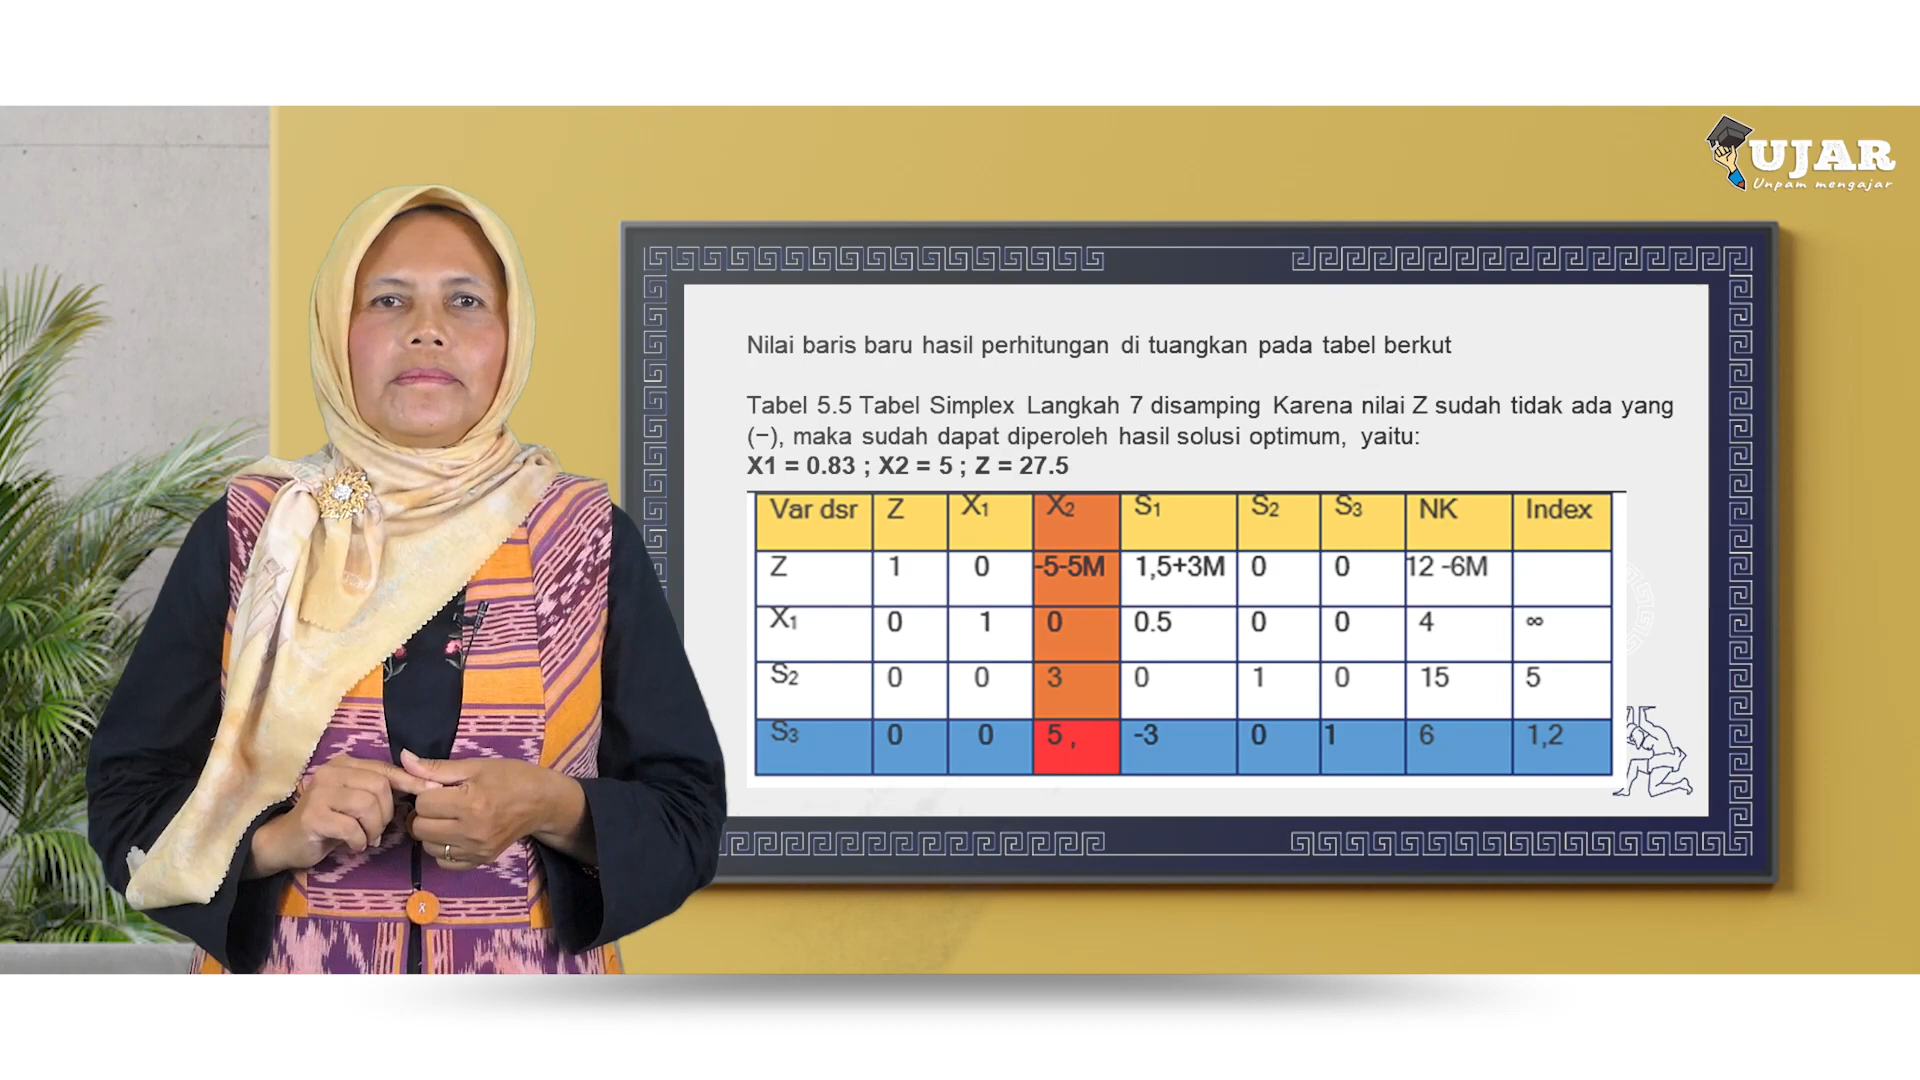 UJAR
Unpam mengajar
Nilai baris baru hasil perhitungan di tuangkan pada tabel berkut
Tabel 5.5 Tabel Simplex Langkah 7 disamping Karena nilai Z sudah tidak ada yang
(−), maka sudah dapat diperoleh hasil solusi optimum, yaitu:
X1 = 0.83 ; X2 = 5 ; Z = 27.5
Var dsr Z X1 X2 S1 S2 S3 NK Index
Z 1 0 -5-5M 1,5+3M 0 0 12 -6M
X1 0 1 0 0.5 0 0 4 ∞
S2 0 0 3 0 1 0 15 5
S3 0 0 5 , -3 0 1 6 1,2